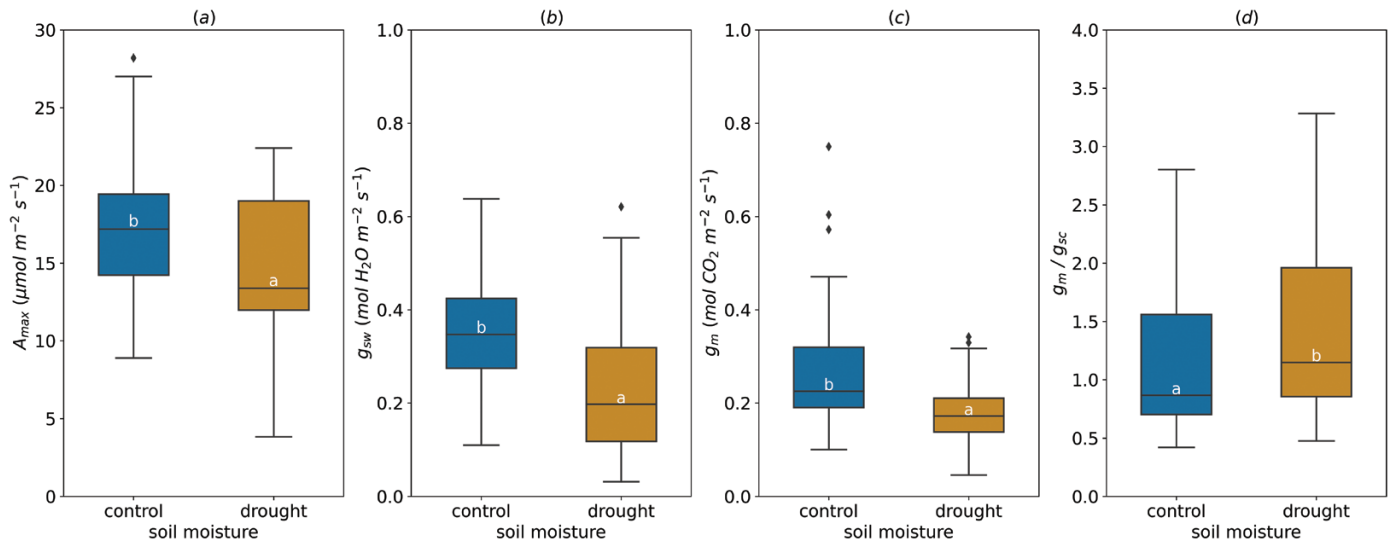 (a)
A_max (μmol m⁻² s⁻¹)
30
25
20
15
10
5
0
b
a
control drought
soil moisture
(b)
g_sw (mol H₂O m⁻² s⁻¹)
1.0
0.8
0.6
0.4
0.2
0.0
b
a
control drought
soil moisture
(c)
g_m (mol CO₂ m⁻² s⁻¹)
1.0
0.8
0.6
0.4
0.2
0.0
b
a
control drought
soil moisture
(d)
g_m / g_sc
4.0
3.5
3.0
2.5
2.0
1.5
1.0
0.5
0.0
a
b
control drought
soil moisture